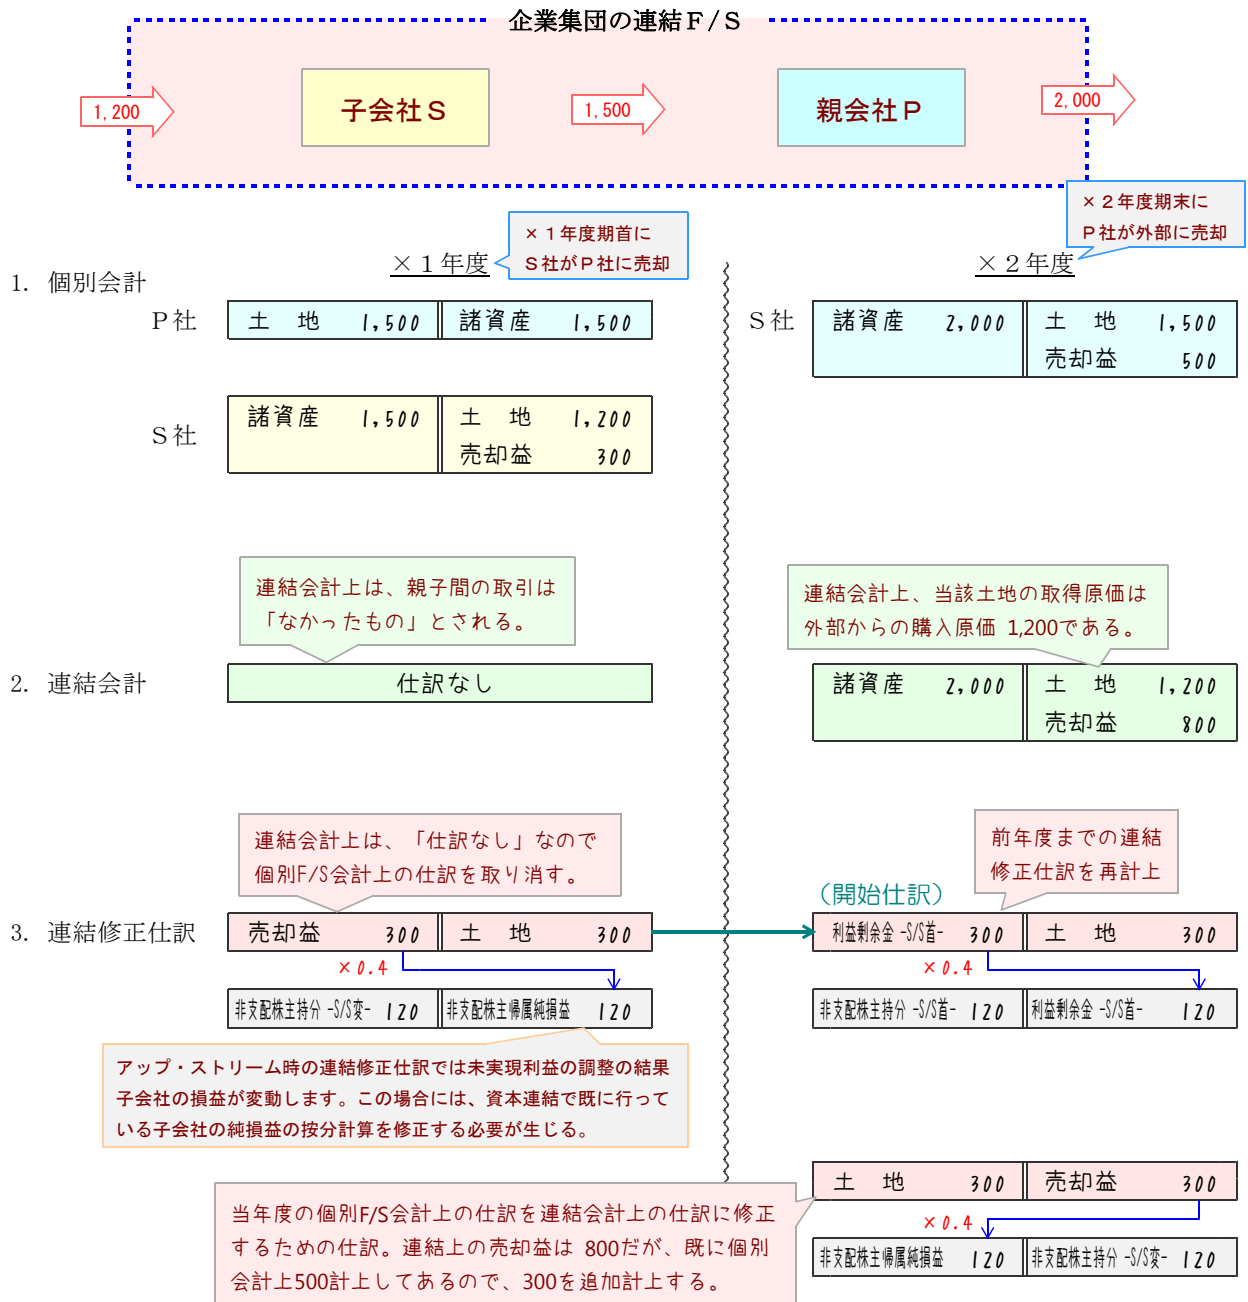 企業集団の連結Ｆ/Ｓ
1,200
子会社Ｓ
1,500
親会社Ｐ
2,000
×２年度期末に
Ｐ社が外部に売却
×１年度期首に
Ｓ社がＰ社に売却
×１年度
×２年度
1. 個別会計
Ｐ社
土　地 1,500 諸資産 1,500
Ｓ社
諸資産 2,000 土　地 1,500
売却益 500
Ｓ社
諸資産 1,500 土　地 1,200
売却益 300
連結会計上は、親子間の取引は
「なかったもの」とされる。
連結会計上、当該土地の取得原価は
外部からの購入原価 1,200である。
2. 連結会計
仕訳なし
諸資産 2,000 土　地 1,200
売却益 800
連結会計上は、「仕訳なし」なので
個別F/S会計上の仕訳を取り消す。
前年度までの連結
修正仕訳を再計上
（開始仕訳）
3. 連結修正仕訳
売却益 300 土　地 300
利益剰余金 -S/S首- 300 土　地 300
×0.4
×0.4
非支配株主持分 -S/S変- 120 非支配株主帰属純損益 120
非支配株主持分 -S/S首- 120 利益剰余金 -S/S首- 120
アップ・ストリーム時の連結修正仕訳では未実現利益の調整の結果
子会社の損益が変動します。この場合には、資本連結で既に行って
いる子会社の純損益の按分計算を修正する必要が生じる。
土　地 300 売却益 300
×0.4
非支配株主帰属純損益 120 非支配株主持分 -S/S変- 120
当年度の個別F/S会計上の仕訳を連結会計上の仕訳に修正
するための仕訳。連結上の売却益は 800だが、既に個別
会計上500計上してあるので、300を追加計上する。